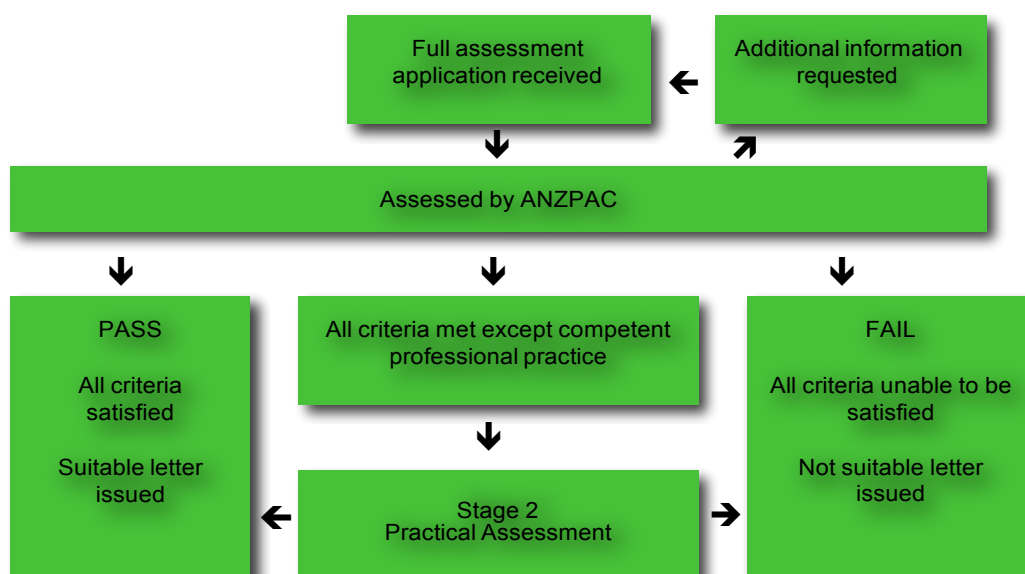 Full assessment
application received
Additional information
requested
Assessed by ANZPAC
PASS
All criteria
satisfied
Suitable letter
issued
All criteria met except competent
professional practice
FAIL
All criteria unable to be
satisfied
Not suitable letter
issued
Stage 2
Practical Assessment